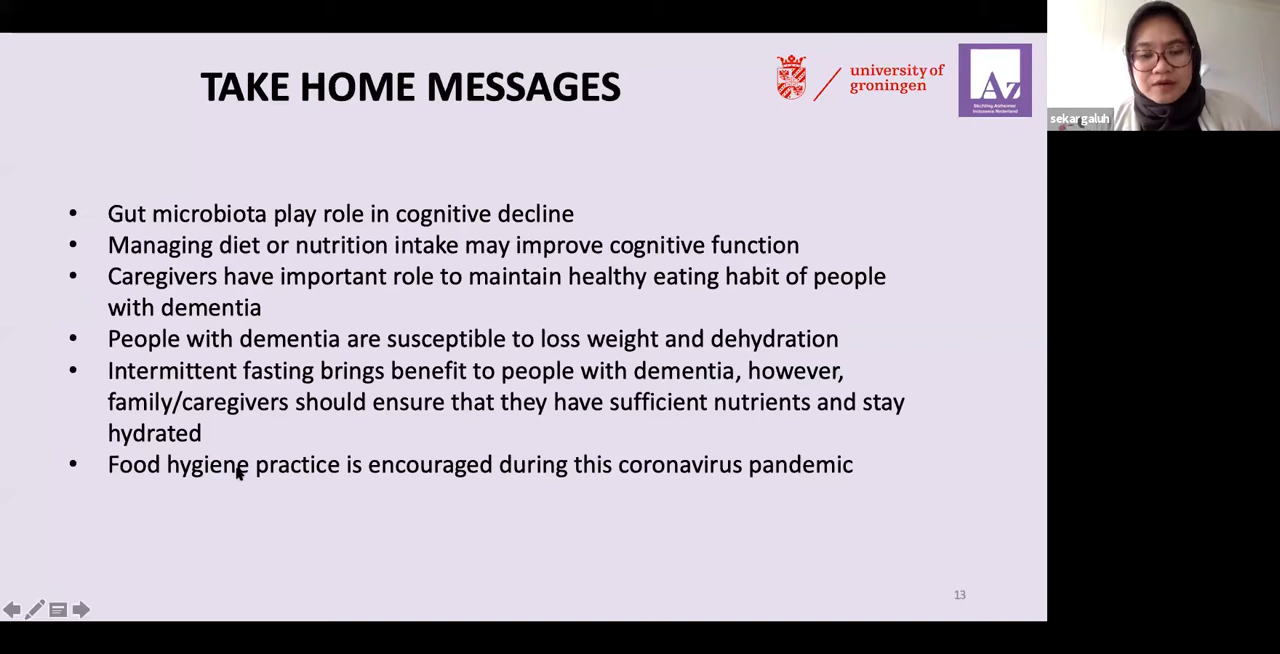 TAKE HOME MESSAGES
university of
groningen
Az
Stichting Alzheimer
Indonesia Nederland
sekargaluh
• Gut microbiota play role in cognitive decline
• Managing diet or nutrition intake may improve cognitive function
• Caregivers have important role to maintain healthy eating habit of people
with dementia
• People with dementia are susceptible to loss weight and dehydration
• Intermittent fasting brings benefit to people with dementia, however,
family/caregivers should ensure that they have sufficient nutrients and stay
hydrated
• Food hygiene practice is encouraged during this coronavirus pandemic
13